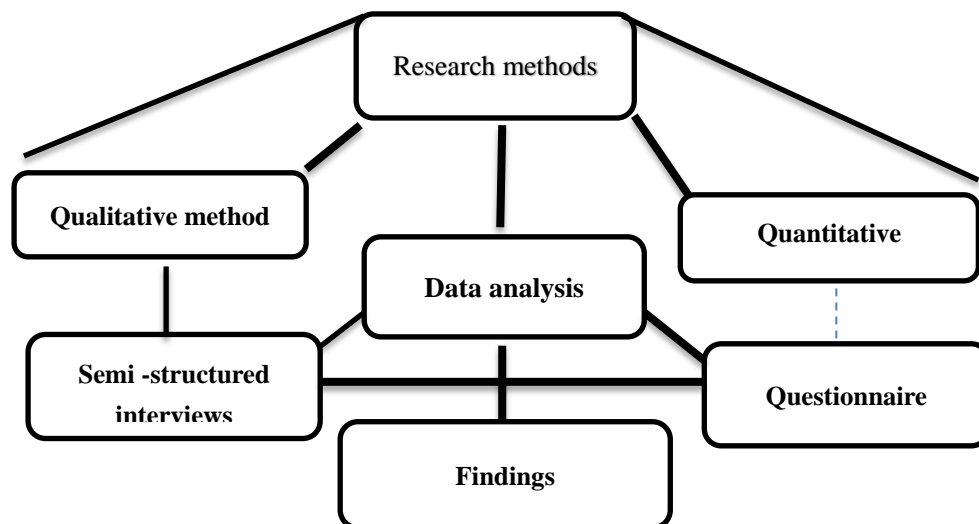 Research methods
Qualitative method
Quantitative
Data analysis
Semi -structured
interviews
Questionnaire
Findings